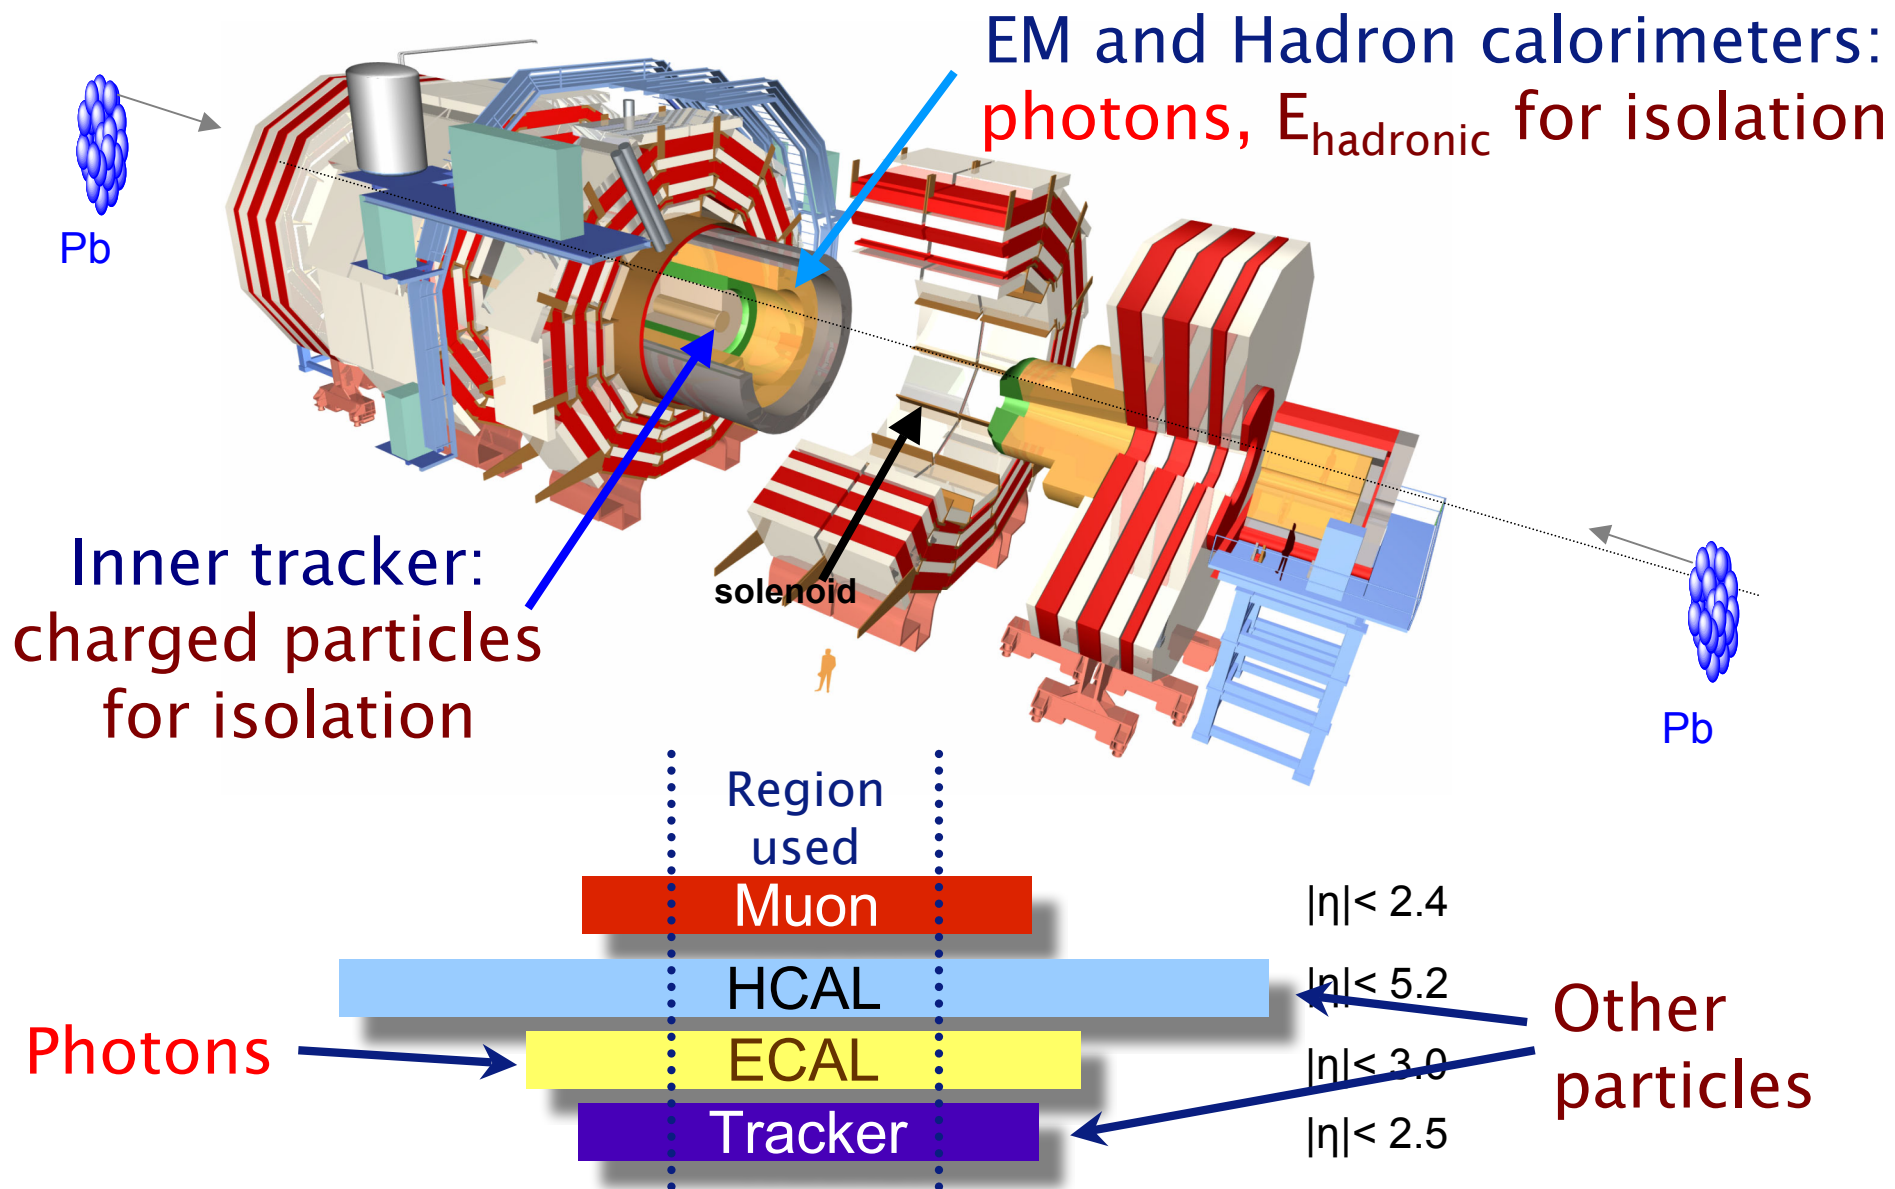 EM and Hadron calorimeters:
photons, E_hadronic for isolation
Pb
Inner tracker:
charged particles
for isolation
solenoid
Pb
Region
used
Muon |η|< 2.4
HCAL |η|< 5.2
Photons
ECAL |η|< 3.0
Tracker |η|< 2.5
Other
particles